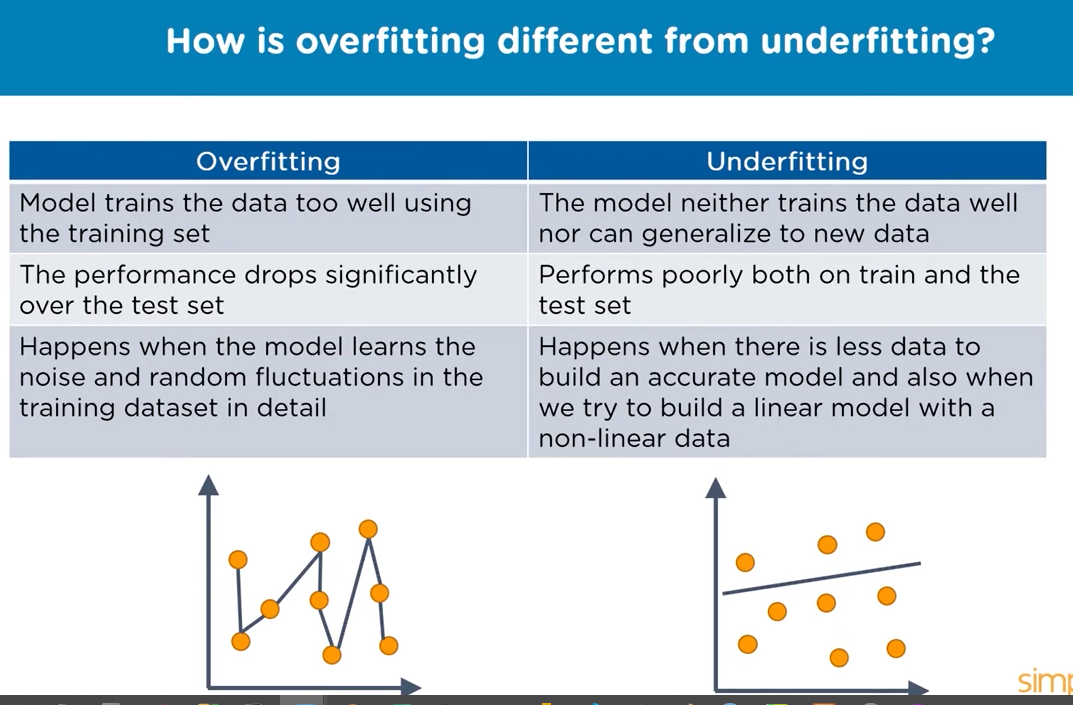 How is overfitting different from underfitting?
Overfitting
Underfitting
Model trains the data too well using
the training set
The model neither trains the data well
nor can generalize to new data
The performance drops significantly
over the test set
Performs poorly both on train and the
test set
Happens when the model learns the
noise and random fluctuations in the
training dataset in detail
Happens when there is less data to
build an accurate model and also when
we try to build a linear model with a
non-linear data